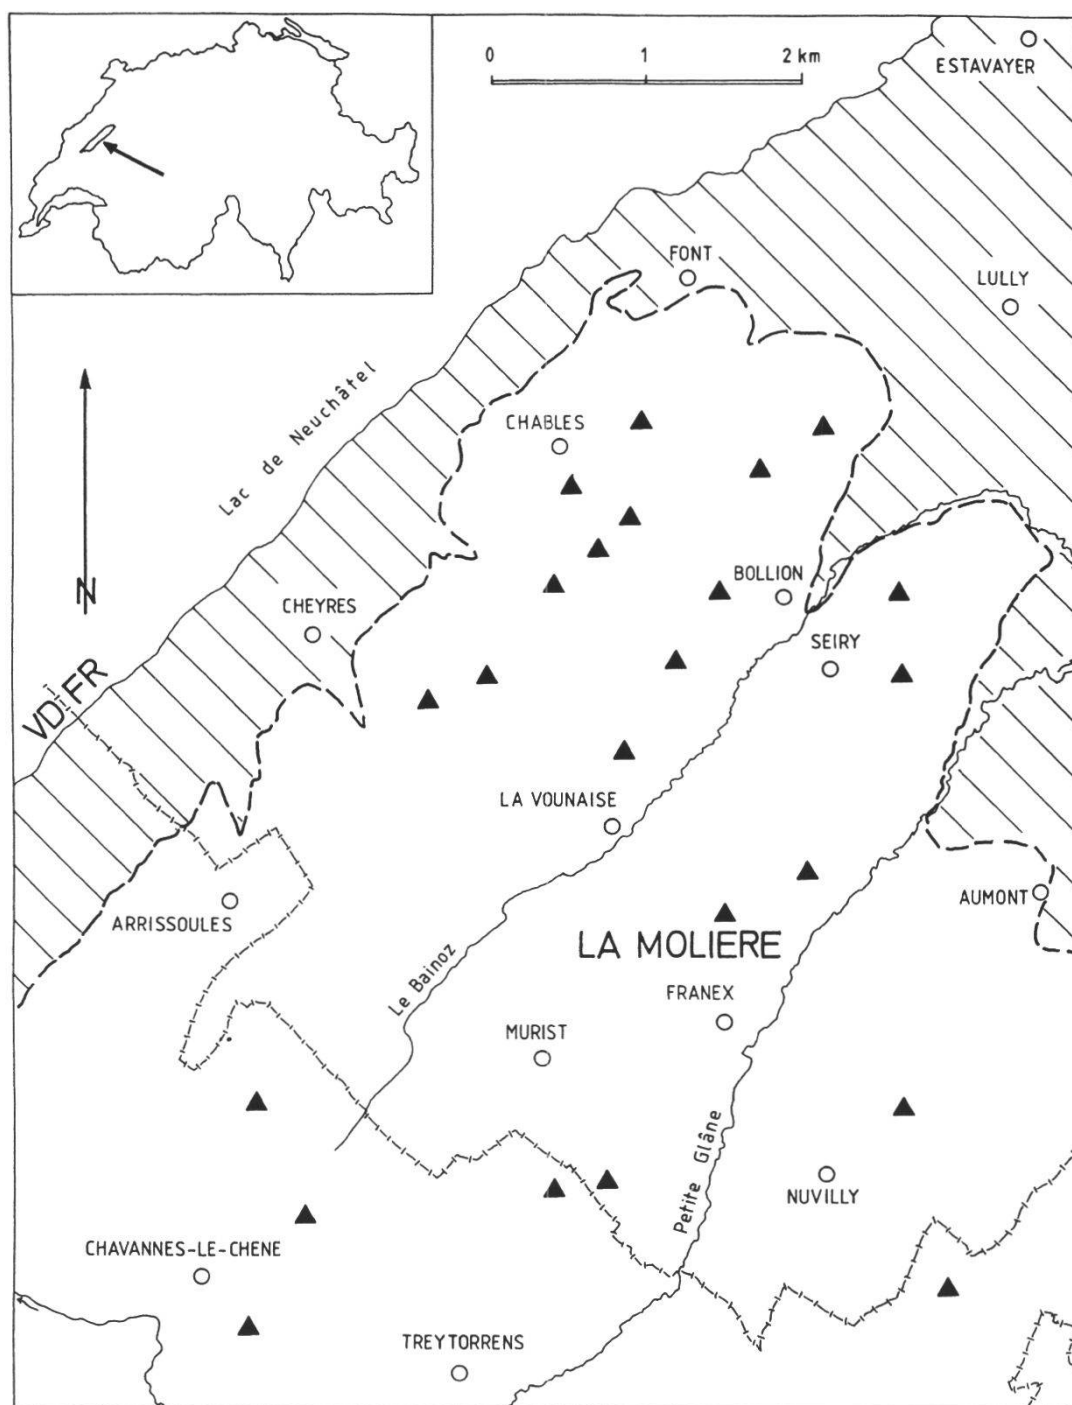 0 1 2 km
ESTAVAYER
FONT
LULLY
Lac de Neuchâtel
CHABLES
N
BOLLION
CHEYRES
SEIRY
VD FR
LA VOUNAISE
AUMONT
ARRISSOULES
LA MOLIÈRE
Le Bainoz
FRANEX
MURIST
Petite Glâne
NUVILLY
CHAVANNES-LE-CHENE
TREYTORRENS